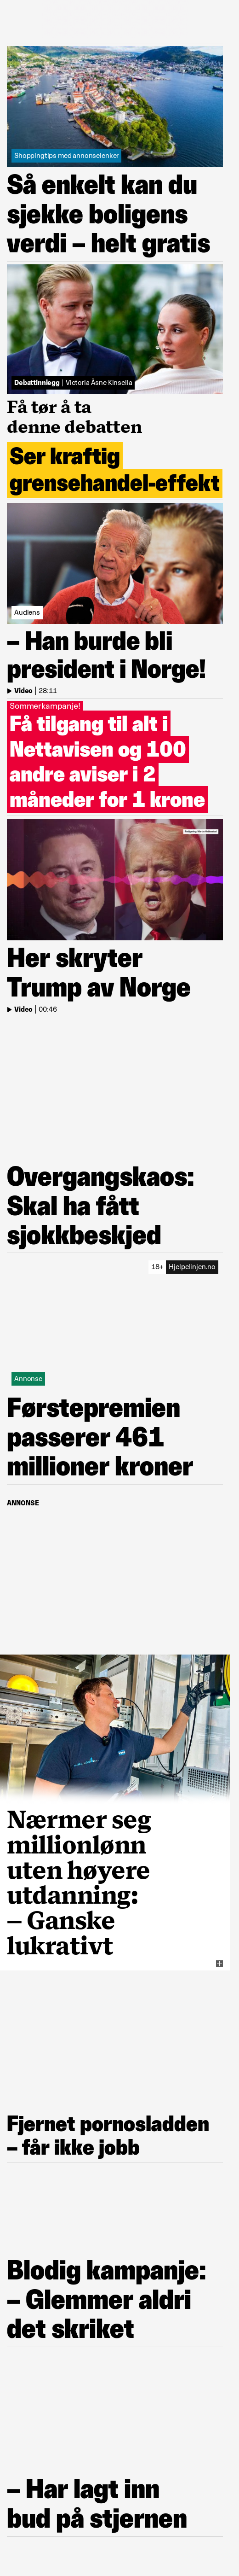 Shoppingtips med annonselenker
Så enkelt kan du
sjekke boligens
verdi – helt gratis
Debattinnlegg | Victoria Åsne Kinsella
Få tør å ta
denne debatten
Ser kraftig
grensehandel-effekt
Audiens
– Han burde bli
president i Norge!
Video | 28:11
Sommerkampanje!
Få tilgang til alt i
Nettavisen og 100
andre aviser i 2
måneder for 1 krone
Her skryter
Trump av Norge
Video | 00:46
Overgangskaos:
Skal ha fått
sjokkbeskjed
18+ Hjelpelinjen.no
Annonse
Førstepremien
passerer 461
millioner kroner
ANNONSE
Nærmer seg
millionlønn
uten høyere
utdanning:
– Ganske
lukrativt
Fjernet pornosladden
– får ikke jobb
Blodig kampanje:
– Glemmer aldri
det skriket
– Har lagt inn
bud på stjernen